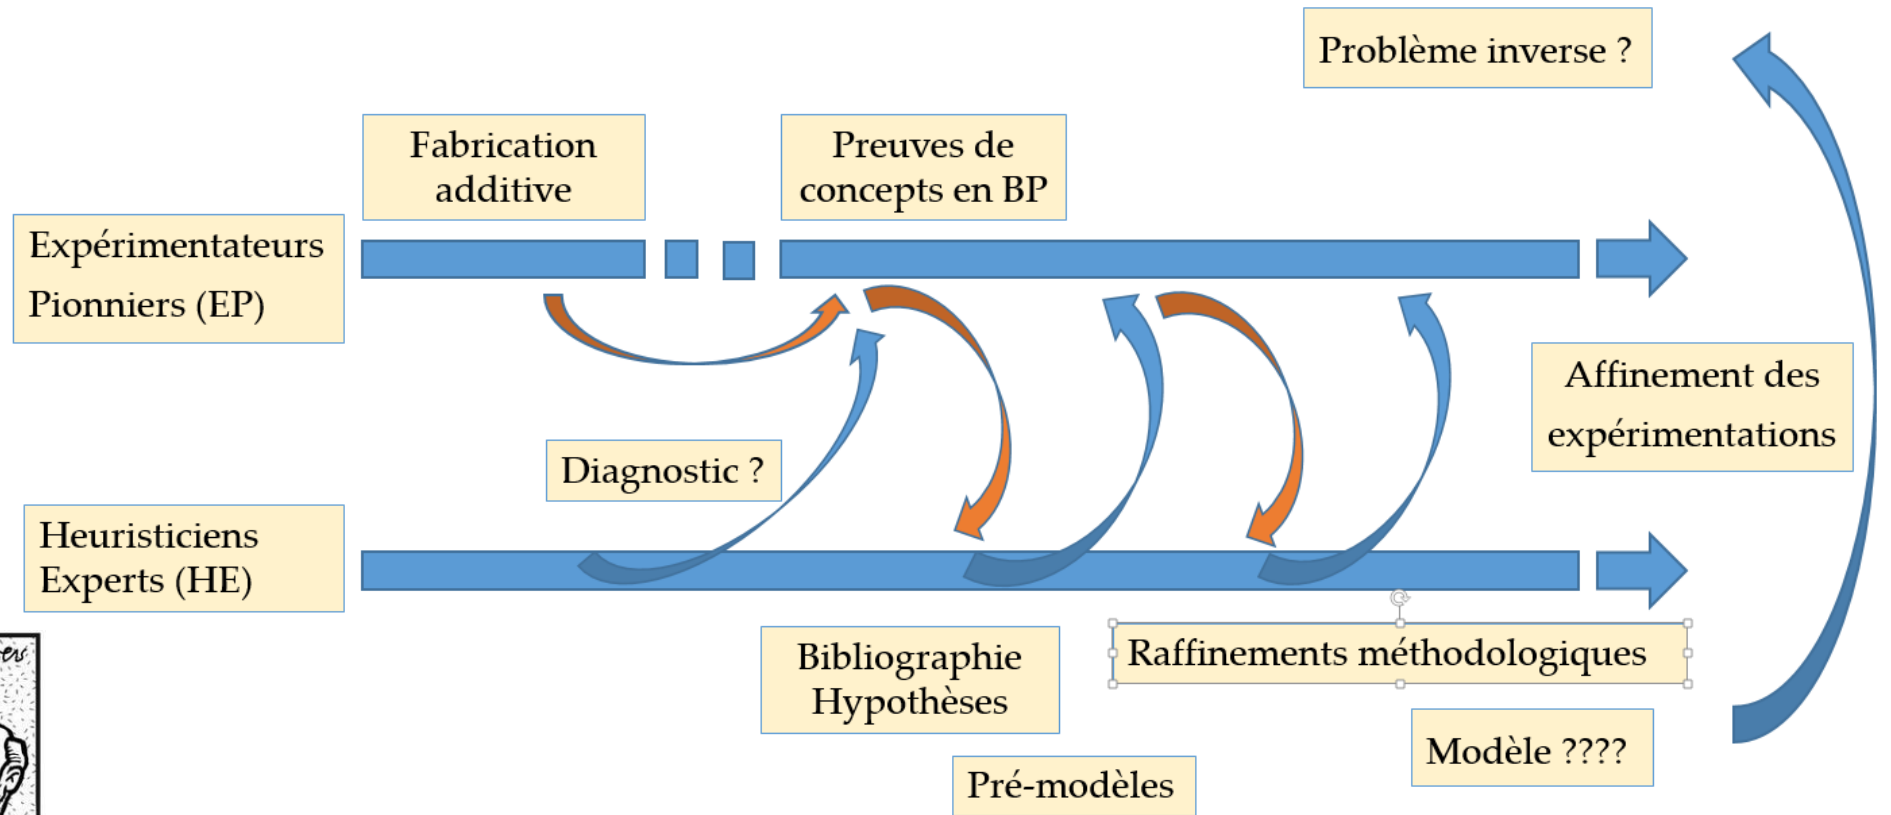 Problème inverse ?
Fabrication
additive
Preuves de
concepts en BP
Expérimentateurs
Pionniers (EP)
Affinement des
expérimentations
Diagnostic ?
Heuristiciens
Experts (HE)
Bibliographie
Hypothèses
Raffinements méthodologiques
Modèle ????
Pré-modèles